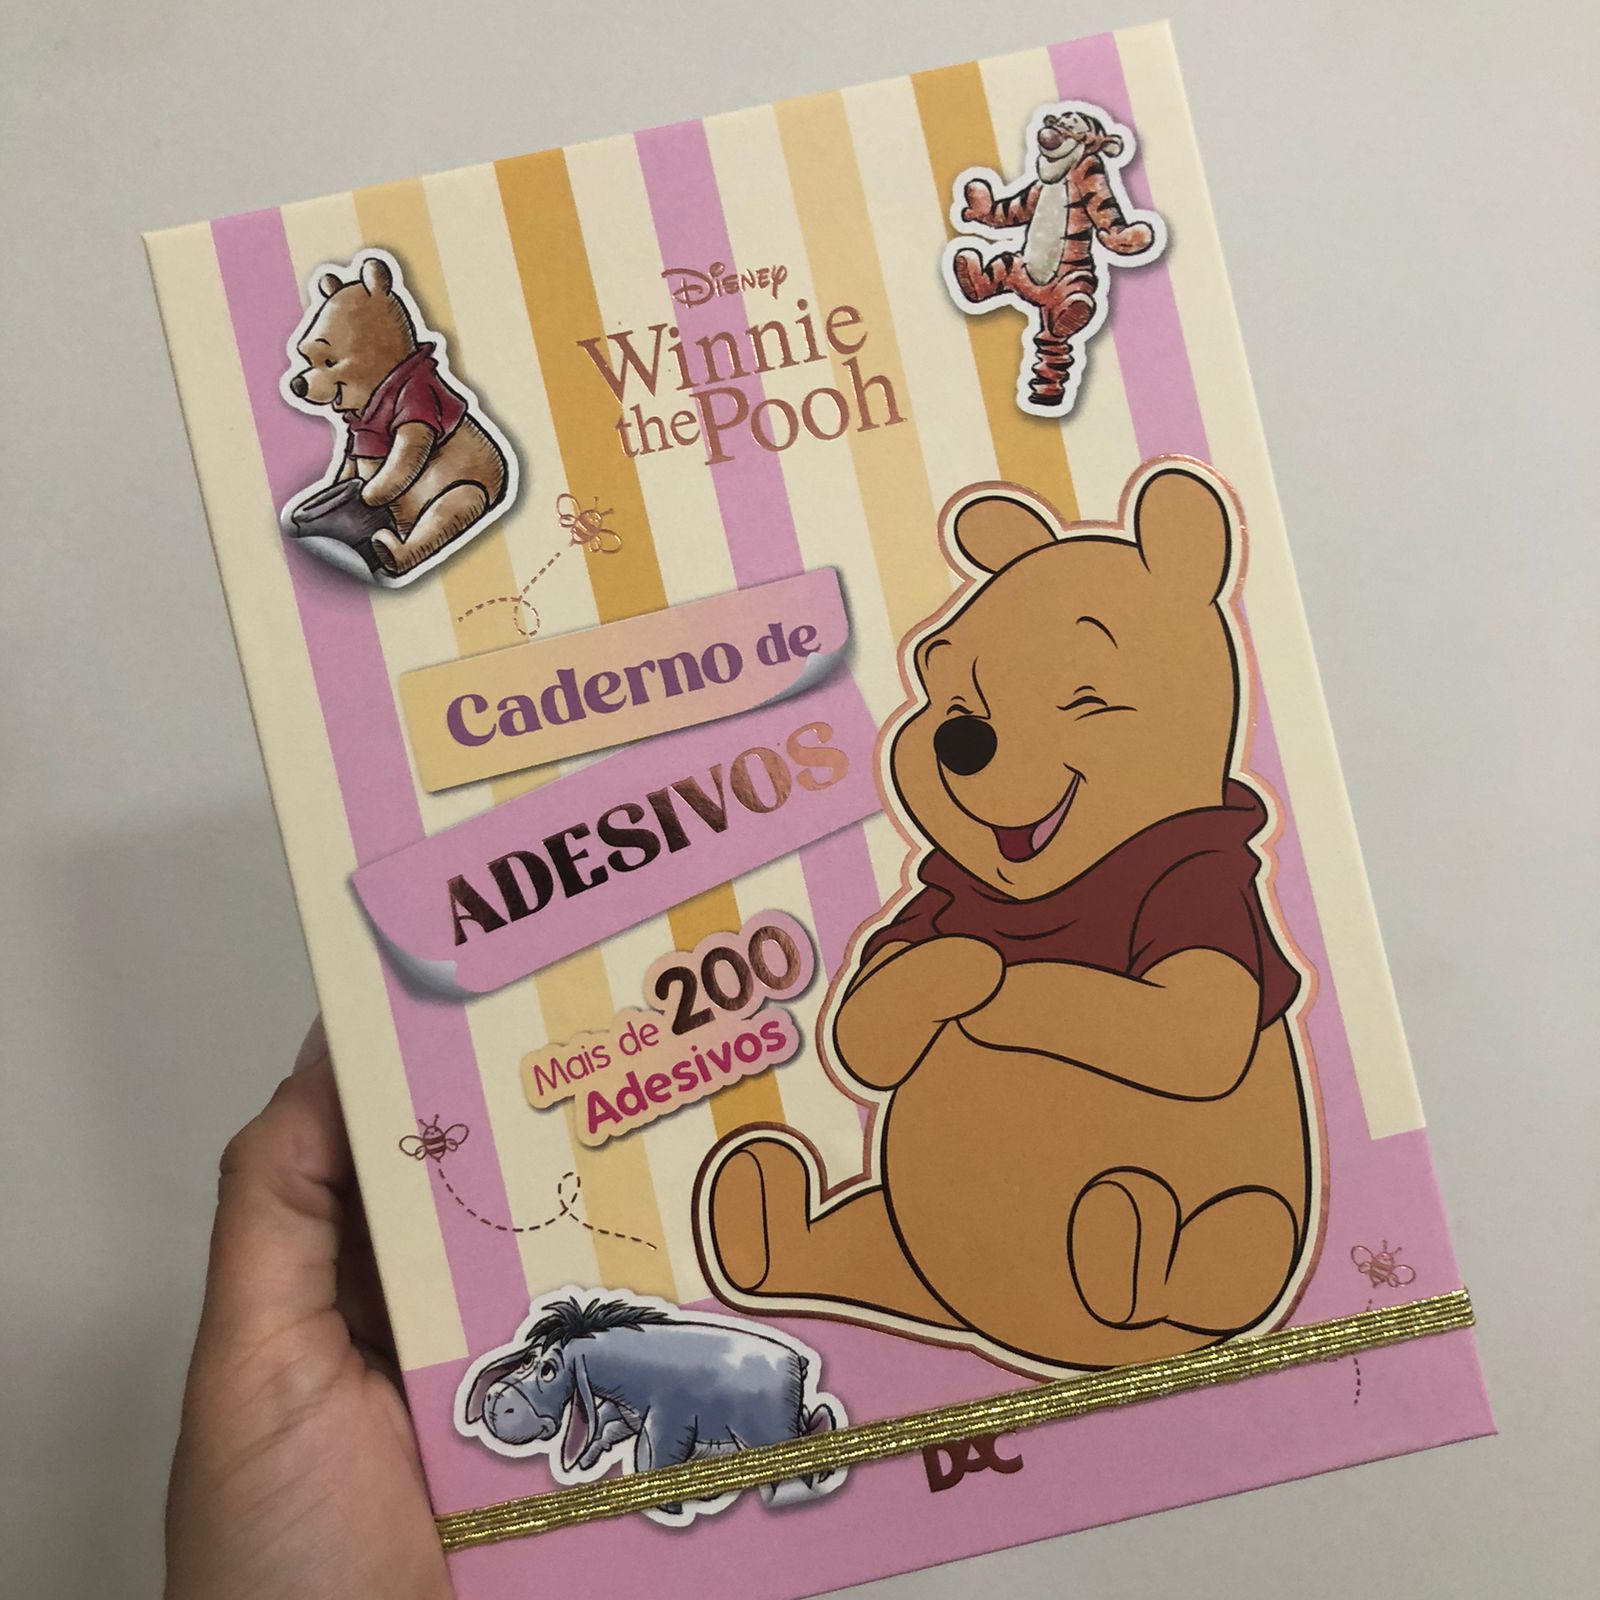 Disney
Winnie
the Pooh
Caderno de
ADESIVOS
Mais de 200
Adesivos
DAC